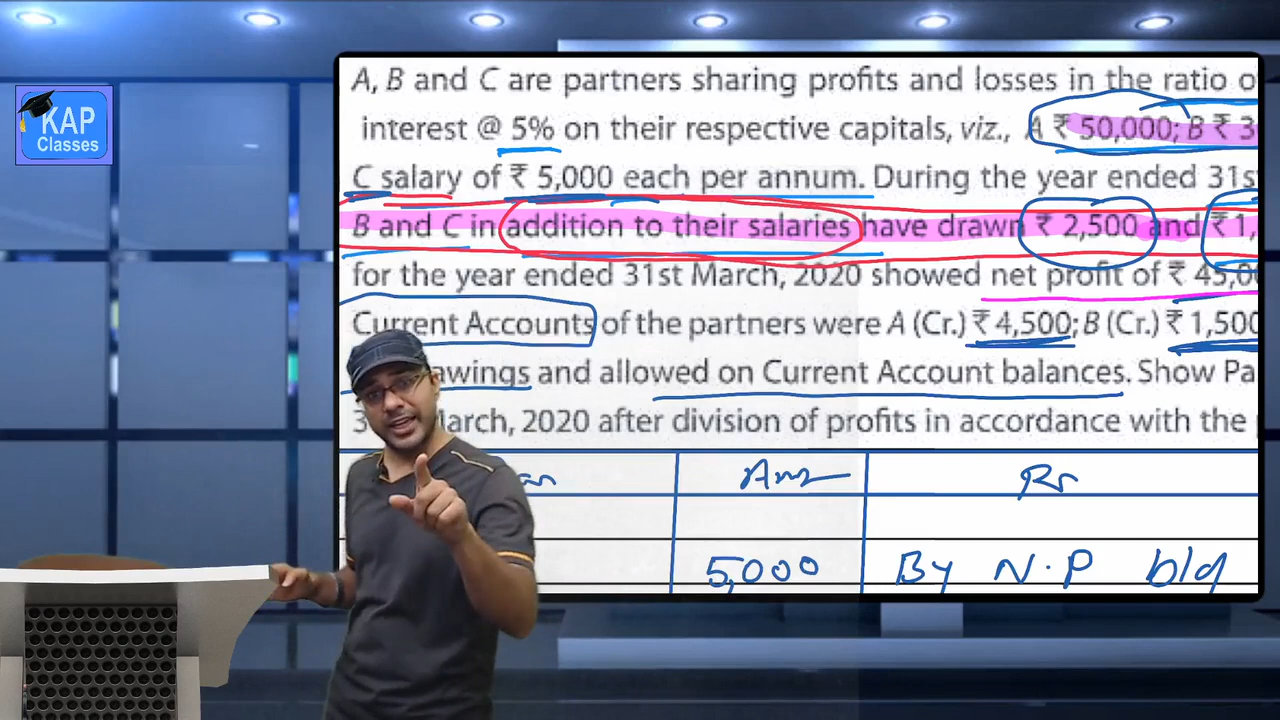 KAP
Classes
A, B and C are partners sharing profits and losses in the ratio o
interest @ 5% on their respective capitals, viz., A ₹ 50,000; B ₹ 3
C salary of ₹ 5,000 each per annum. During the year ended 31s
B and C in addition to their salaries have drawn ₹ 2,500 and ₹ 1,
for the year ended 31st March, 2020 showed net profit of ₹ 45,0
Current Accounts of the partners were A (Cr.) ₹ 4,500; B (Cr.) ₹ 1,500
awings and allowed on Current Account balances. Show Pa
3 arch, 2020 after division of profits in accordance with the
5,000 By N.P b/d